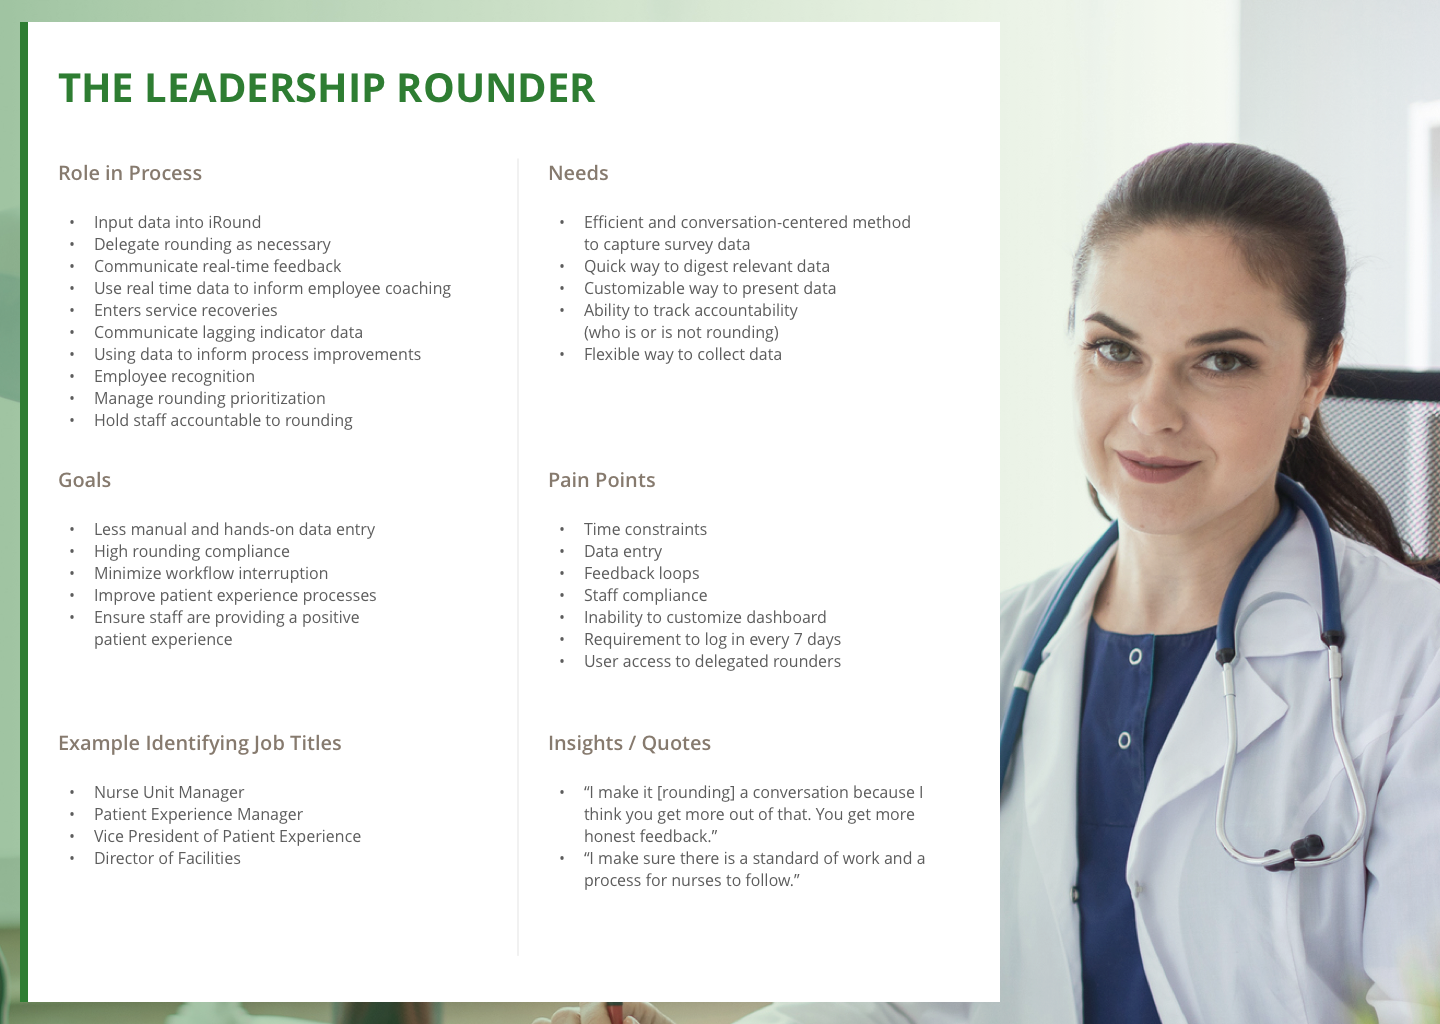 THE LEADERSHIP ROUNDER
Role in Process
• Input data into iRound
• Delegate rounding as necessary
• Communicate real-time feedback
• Use real time data to inform employee coaching
• Enters service recoveries
• Communicate lagging indicator data
• Using data to inform process improvements
• Employee recognition
• Manage rounding prioritization
• Hold staff accountable to rounding
Needs
• Efficient and conversation-centered method
to capture survey data
• Quick way to digest relevant data
• Customizable way to present data
• Ability to track accountability
(who is or is not rounding)
• Flexible way to collect data
Goals
• Less manual and hands-on data entry
• High rounding compliance
• Minimize workflow interruption
• Improve patient experience processes
• Ensure staff are providing a positive
patient experience
Pain Points
• Time constraints
• Data entry
• Feedback loops
• Staff compliance
• Inability to customize dashboard
• Requirement to log in every 7 days
• User access to delegated rounders
Example Identifying Job Titles
• Nurse Unit Manager
• Patient Experience Manager
• Vice President of Patient Experience
• Director of Facilities
Insights / Quotes
• “I make it [rounding] a conversation because I
think you get more out of that. You get more
honest feedback.”
• “I make sure there is a standard of work and a
process for nurses to follow.”